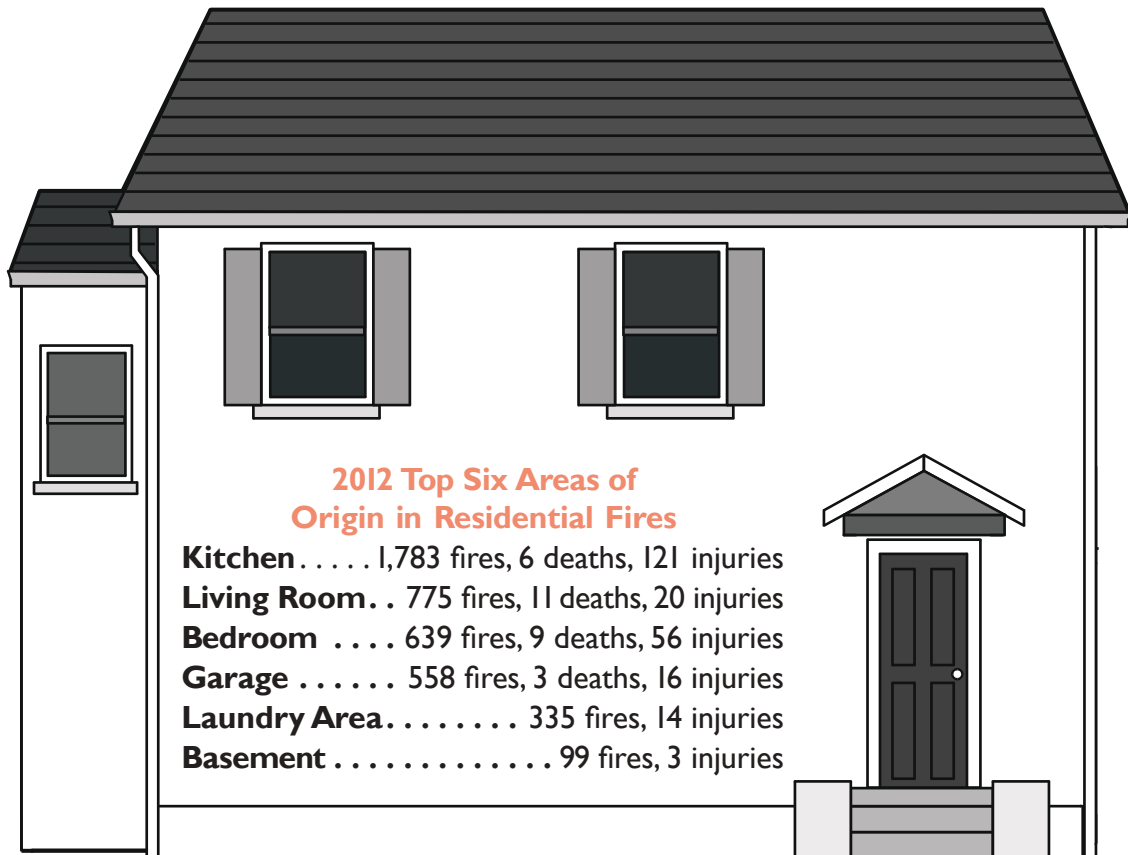 2012 Top Six Areas of
Origin in Residential Fires
Kitchen . . . . . 1,783 fires, 6 deaths, 121 injuries
Living Room . . 775 fires, 11 deaths, 20 injuries
Bedroom . . . . 639 fires, 9 deaths, 56 injuries
Garage . . . . . . 558 fires, 3 deaths, 16 injuries
Laundry Area . . . . . . . . 335 fires, 14 injuries
Basement . . . . . . . . . . . . . 99 fires, 3 injuries